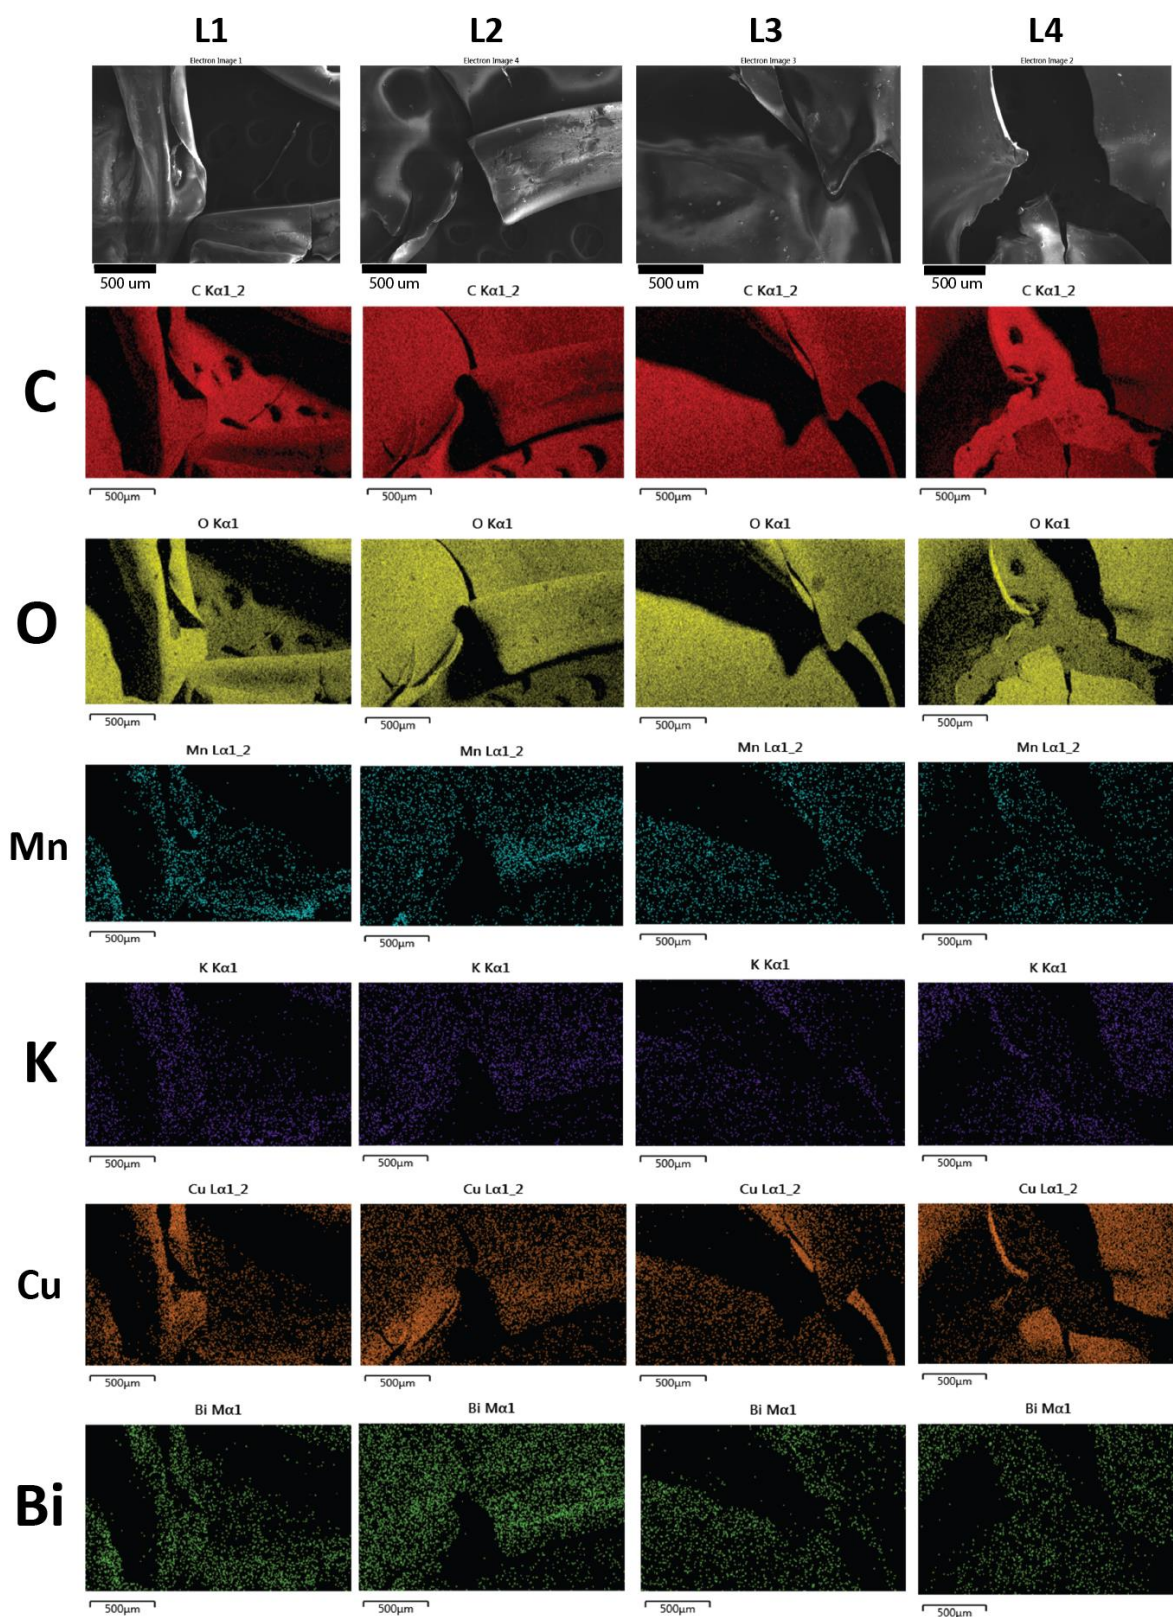 L1 L2 L3 L4
Electron Image 1 Electron Image 4 Electron Image 3 Electron Image 2
500 um 500 um 500 um 500 um
C Kα1_2 C Kα1_2 C Kα1_2 C Kα1_2
C
500µm 500µm 500µm 500µm
O Kα1 O Kα1 O Kα1 O Kα1
O
500µm 500µm 500µm 500µm
Mn Lα1_2 Mn Lα1_2 Mn Lα1_2 Mn Lα1_2
Mn
500µm 500µm 500µm 500µm
K Kα1 K Kα1 K Kα1 K Kα1
K
500µm 500µm 500µm 500µm
Cu Lα1_2 Cu Lα1_2 Cu Lα1_2 Cu Lα1_2
Cu
500µm 500µm 500µm 500µm
Bi Mα1 Bi Mα1 Bi Mα1 Bi Mα1
Bi
500µm 500µm 500µm 500µm